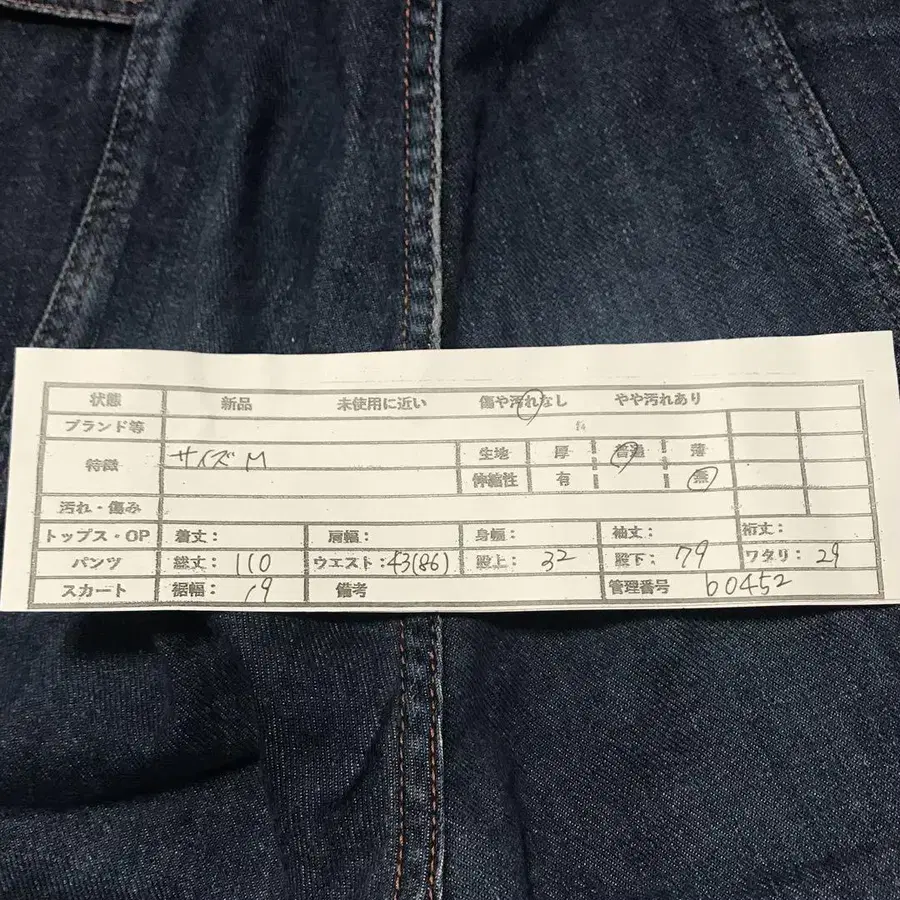 状態 新品 未使用に近い 傷や汚れなし やや汚れあり
ブランド等
特徴 サイズM 生地 厚 普通 薄
伸縮性 有 無
汚れ・傷み
トップス・OP 着丈: 肩幅: 身幅: 袖丈: 裄丈:
パンツ 総丈: 110 ウエスト: 43(86) 股上: 32 股下: 79 ワタリ: 29
スカート 裾幅: 19 備考 管理番号 60452